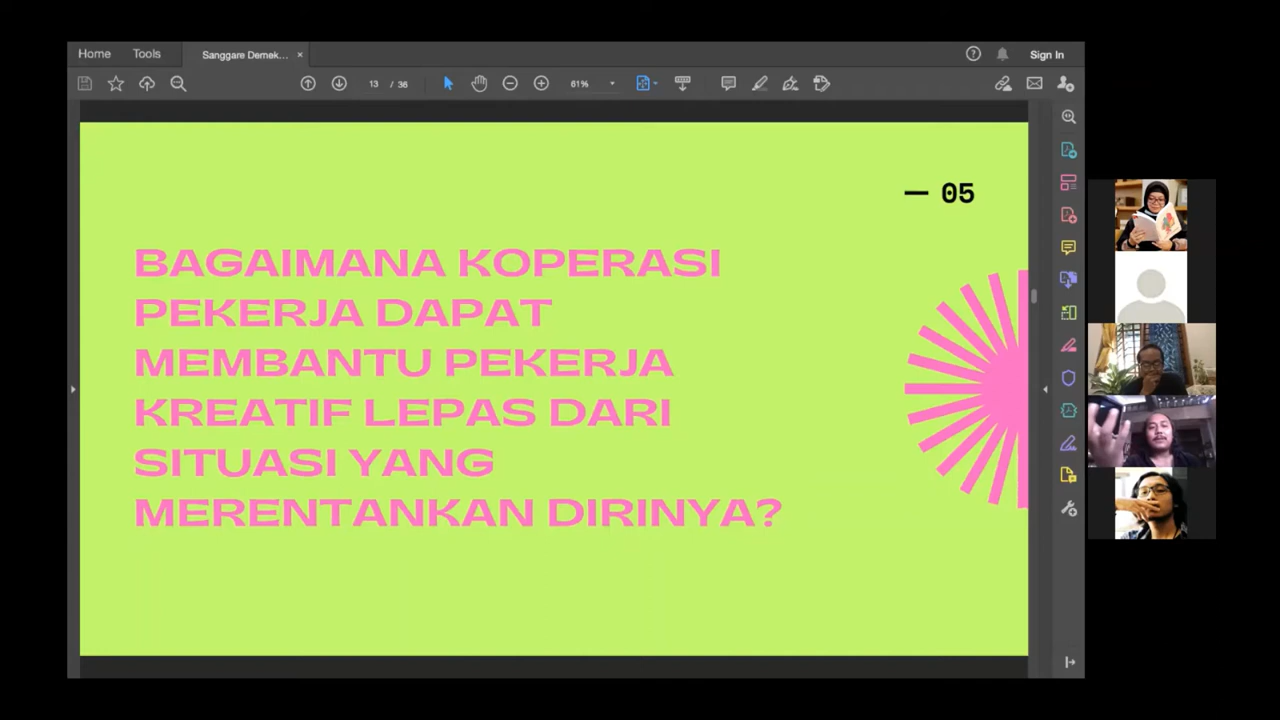 Home Tools Sanggare Demek... × Sign In
13 / 36 61%
— 05
BAGAIMANA KOPERASI
PEKERJA DAPAT
MEMBANTU PEKERJA
KREATIF LEPAS DARI
SITUASI YANG
MERENTANKAN DIRINYA?